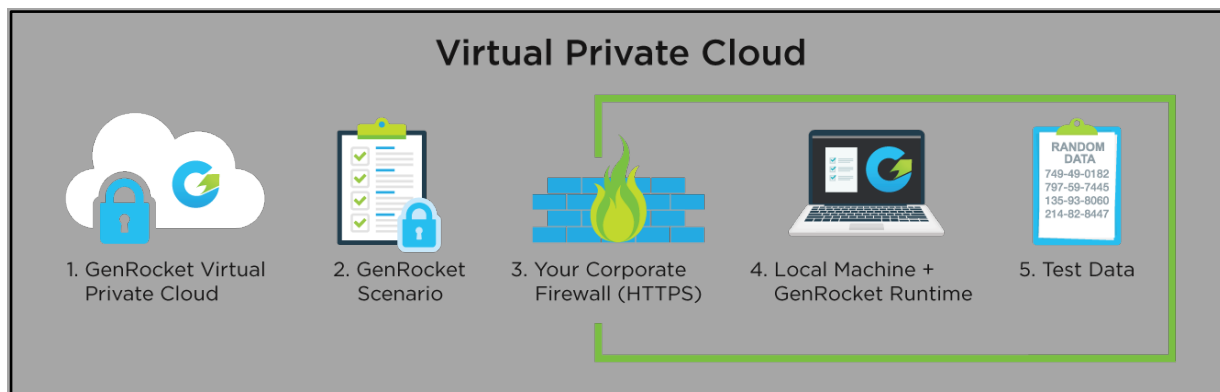 Virtual Private Cloud
RANDOM
DATA
749-49-0182
797-59-7445
135-93-8060
214-82-8447
1. GenRocket Virtual
Private Cloud
2. GenRocket
Scenario
3. Your Corporate
Firewall (HTTPS)
4. Local Machine +
GenRocket Runtime
5. Test Data